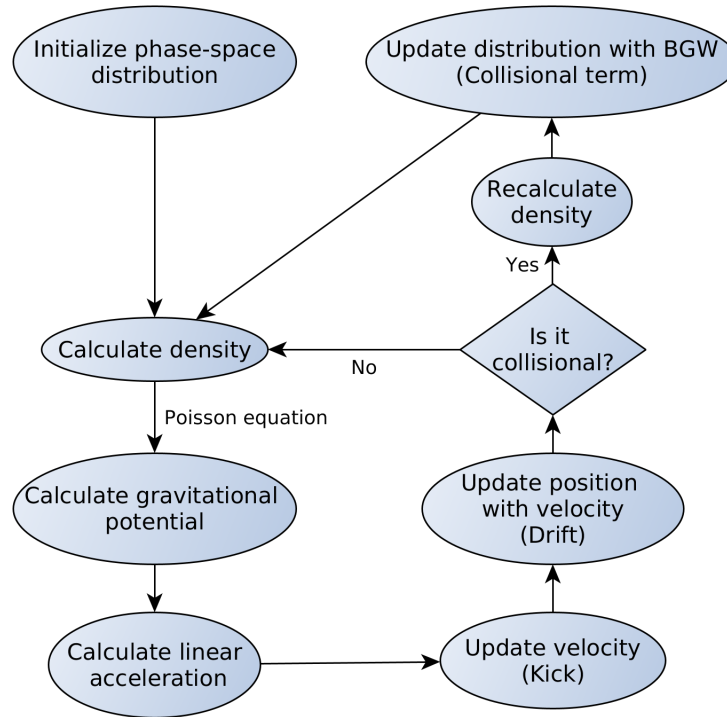 Initialize phase-space
distribution
Update distribution with BGW
(Collisional term)
Recalculate
density
Yes
Is it
collisional?
No
Calculate density
Poisson equation
Calculate gravitational
potential
Update position
with velocity
(Drift)
Calculate linear
acceleration
Update velocity
(Kick)